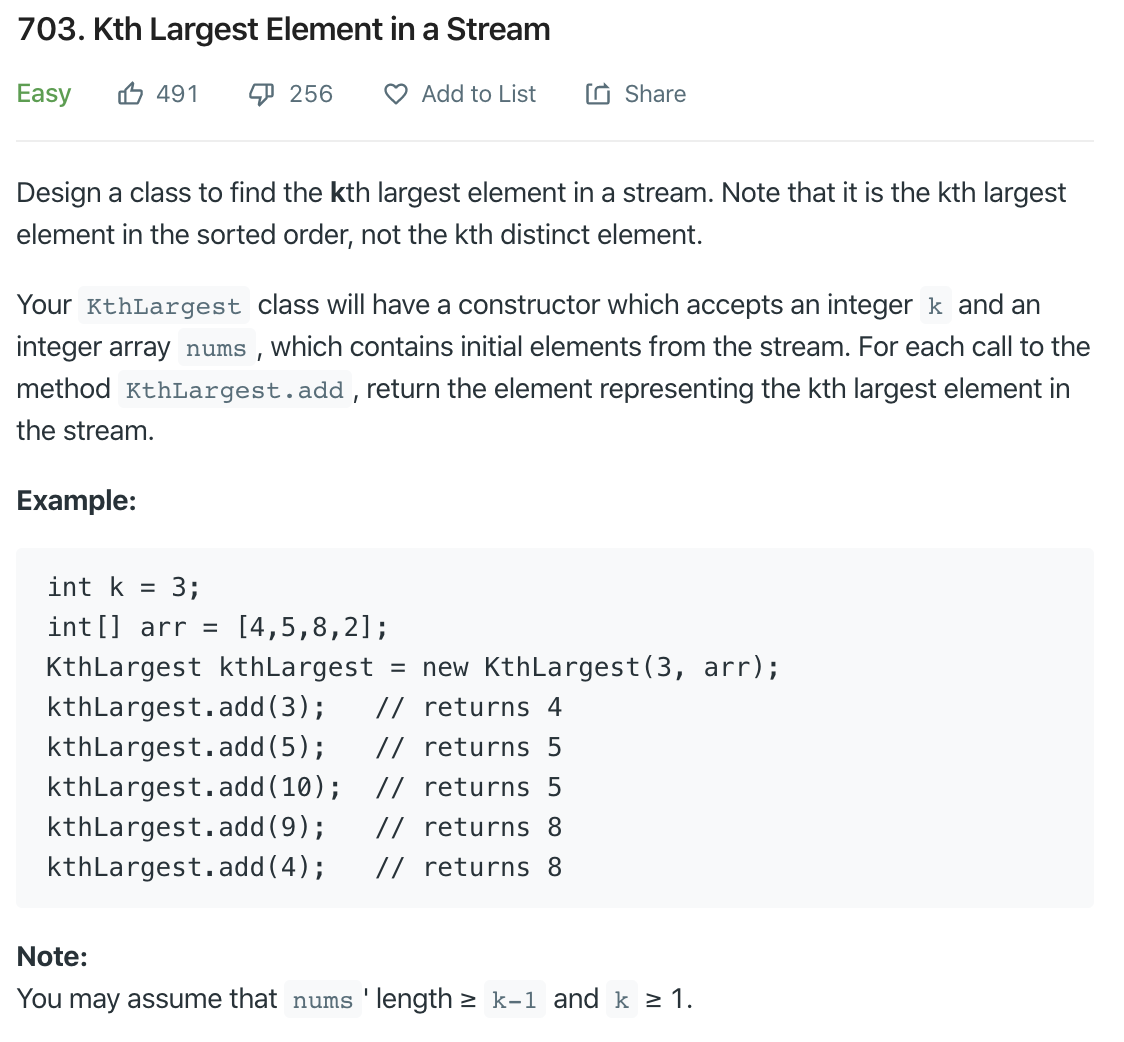 703. Kth Largest Element in a Stream
Easy 491 256 Add to List Share
Design a class to find the kth largest element in a stream. Note that it is the kth largest
element in the sorted order, not the kth distinct element.
Your KthLargest class will have a constructor which accepts an integer k and an
integer array nums , which contains initial elements from the stream. For each call to the
method KthLargest.add , return the element representing the kth largest element in
the stream.
Example:
int k = 3;
int[] arr = [4,5,8,2];
KthLargest kthLargest = new KthLargest(3, arr);
kthLargest.add(3);   // returns 4
kthLargest.add(5);   // returns 5
kthLargest.add(10);  // returns 5
kthLargest.add(9);   // returns 8
kthLargest.add(4);   // returns 8
Note:
You may assume that nums ' length ≥ k-1 and k ≥ 1.